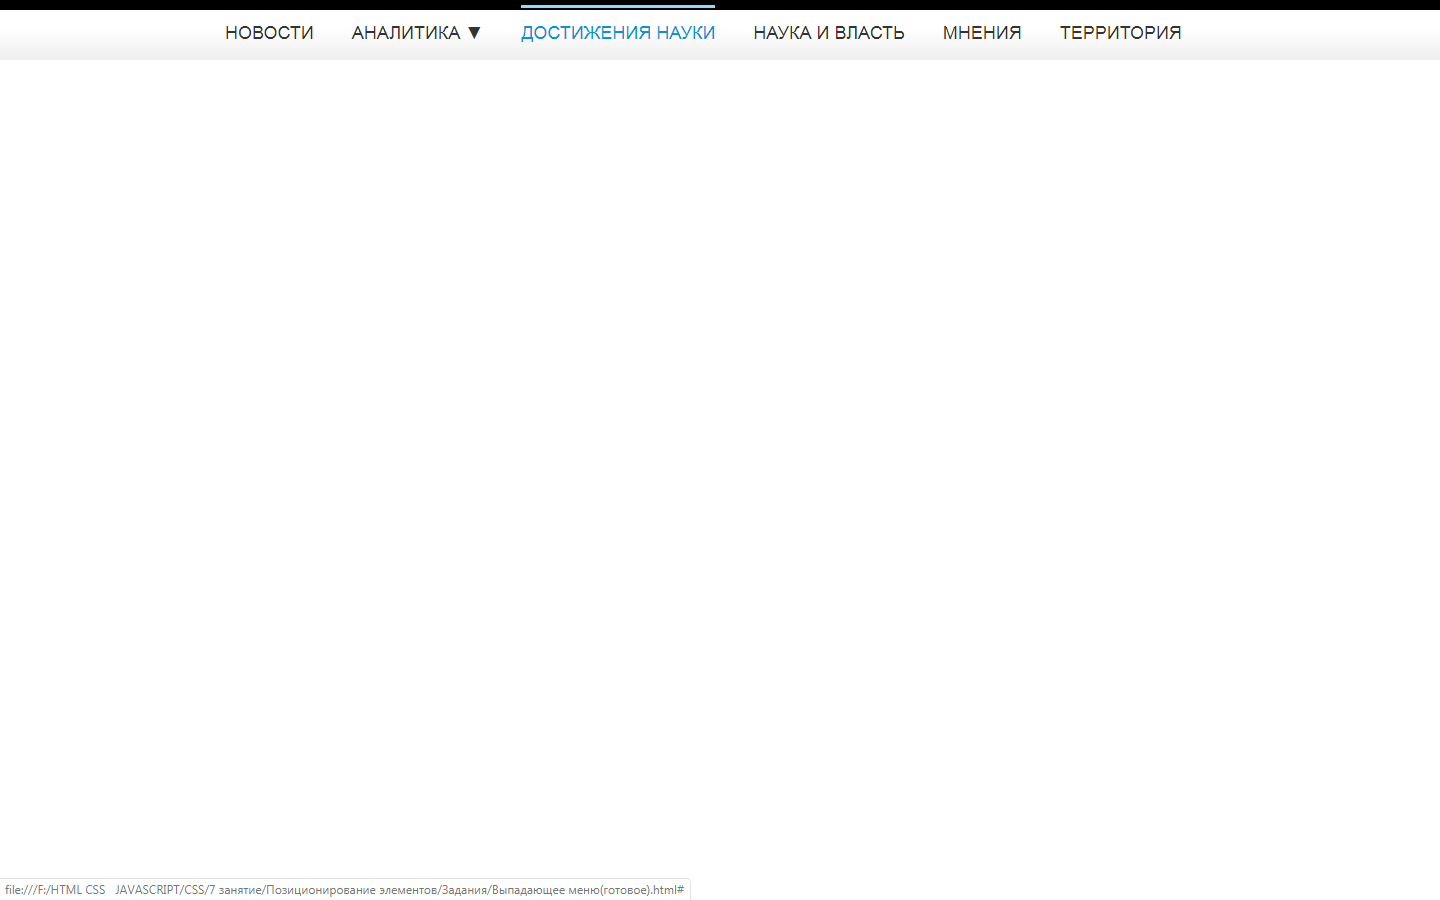 НОВОСТИ АНАЛИТИКА ▼ ДОСТИЖЕНИЯ НАУКИ НАУКА И ВЛАСТЬ МНЕНИЯ ТЕРРИТОРИЯ
file:///F:/HTML CSS   JAVASCRIPT/CSS/7 занятие/Позиционирование элементов/Задания/Выпадающее меню(готовое).html#